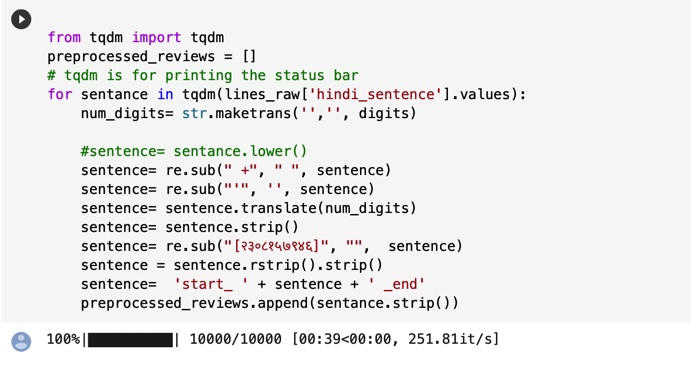 from tqdm import tqdm
preprocessed_reviews = []
# tqdm is for printing the status bar
for sentance in tqdm(lines_raw['hindi_sentence'].values):
    num_digits= str.maketrans('','', digits)

    #sentence= sentance.lower()
    sentence= re.sub(" +", " ", sentence)
    sentence= re.sub("'", '', sentence)
    sentence= sentence.translate(num_digits)
    sentence= sentence.strip()
    sentence= re.sub("[२३०८१५७९४६]", "",  sentence)
    sentence = sentence.rstrip().strip()
    sentence=  'start_ ' + sentence + ' _end'
    preprocessed_reviews.append(sentance.strip())
100%|██████████| 10000/10000 [00:39<00:00, 251.81it/s]